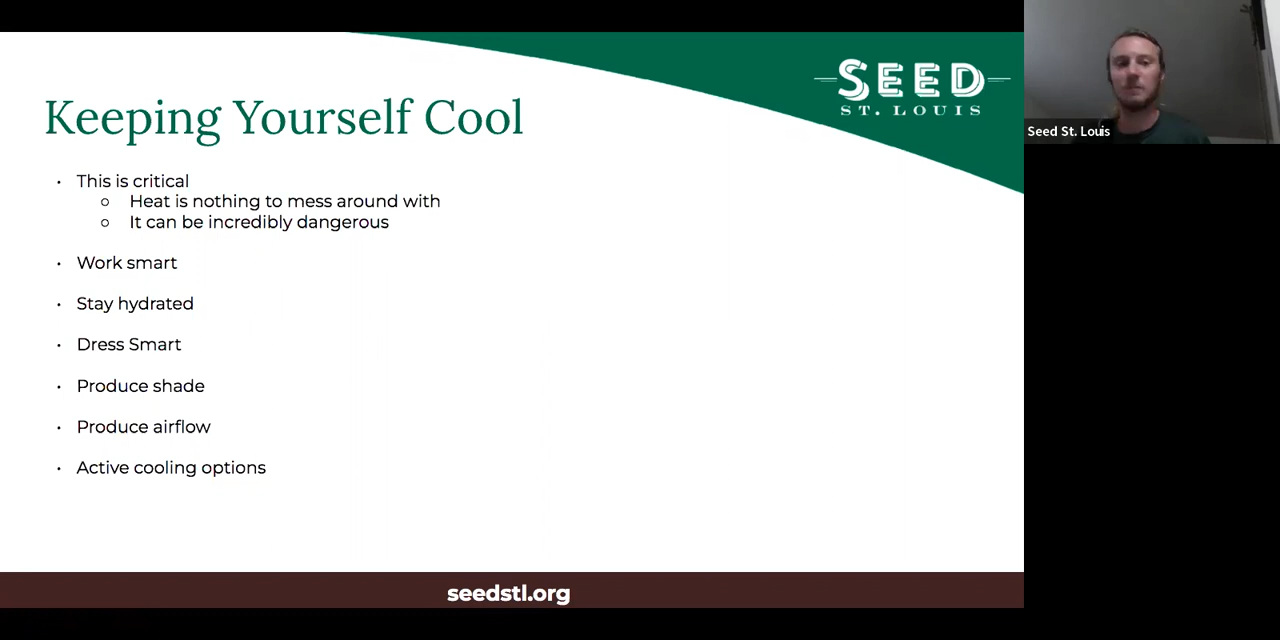 SEED
ST. LOUIS
Keeping Yourself Cool
• This is critical
○ Heat is nothing to mess around with
○ It can be incredibly dangerous
• Work smart
• Stay hydrated
• Dress Smart
• Produce shade
• Produce airflow
• Active cooling options
seedstl.org
Seed St. Louis